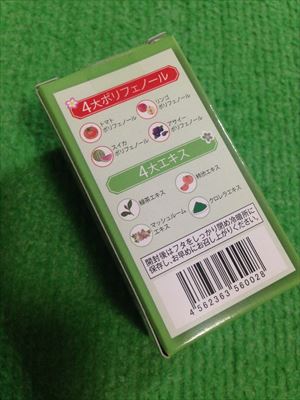 4大ポリフェノール
トマト
ポリフェノール
リンゴ
ポリフェノール
スイカ
ポリフェノール
アサイー
ポリフェノール
4大エキス
緑茶エキス
柿渋エキス
マッシュルーム
エキス
クロレラエキス
開封後はフタをしっかり閉め冷暗所に
保存し、お早めにお召し上がりください。
4 562363 560028